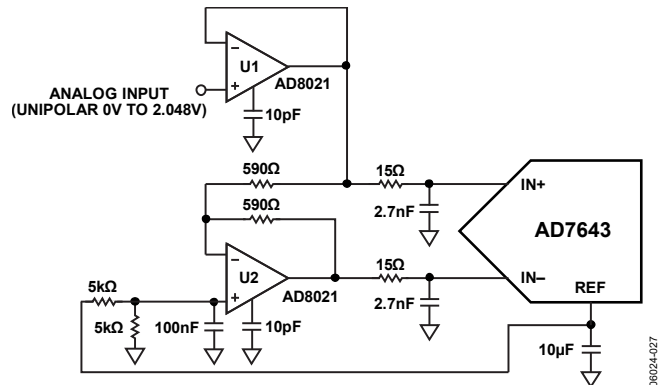 U1
AD8021
ANALOG INPUT
(UNIPOLAR 0V TO 2.048V)
10pF
590Ω
15Ω
IN+
590Ω
2.7nF
AD7643
15Ω
IN–
U2
AD8021
REF
5kΩ
2.7nF
5kΩ
100nF
10pF
10µF
06024-027